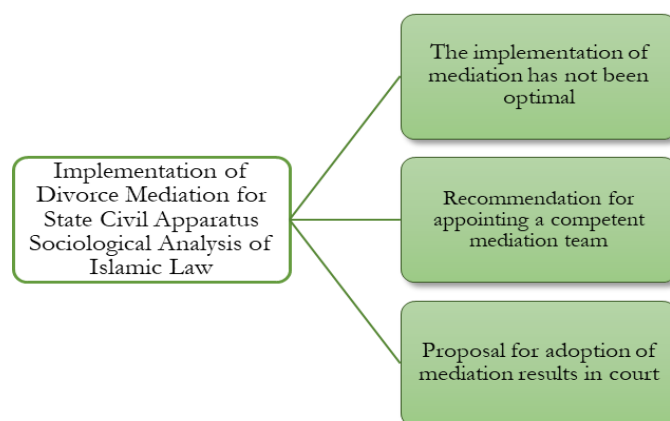 Implementation of
Divorce Mediation for
State Civil Apparatus
Sociological Analysis of
Islamic Law
The implementation of
mediation has not been
optimal
Recommendation for
appointing a competent
mediation team
Proposal for adoption of
mediation results in court